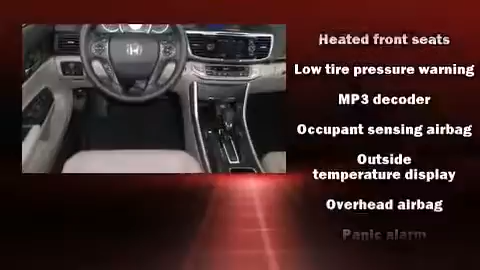 Heated front seats
Low tire pressure warning
MP3 decoder
Occupant sensing airbag
Outside
temperature display
Overhead airbag
Panic alarm